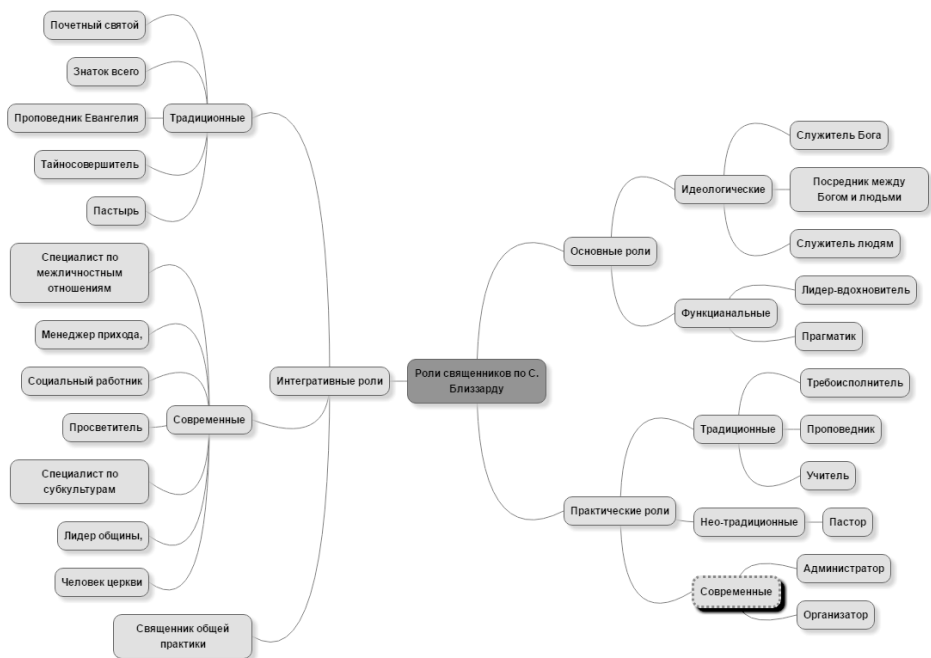 Почетный святой
Знаток всего
Проповедник Евангелия
Традиционные
Тайносовершитель
Пастырь
Специалист по
межличностным
отношениям
Менеджер прихода,
Социальный работник
Просветитель
Современные
Специалист по
субкультурам
Лидер общины,
Человек церкви
Священник общей
практики
Интегративные роли
Роли священников по С.
Близзарду
Основные роли
Идеологические
Служитель Бога
Посредник между
Богом и людьми
Служитель людям
Функцианальные
Лидер-вдохновитель
Прагматик
Практические роли
Традиционные
Требоисполнитель
Проповедник
Учитель
Нео-традиционные
Пастор
Современные
Администратор
Организатор